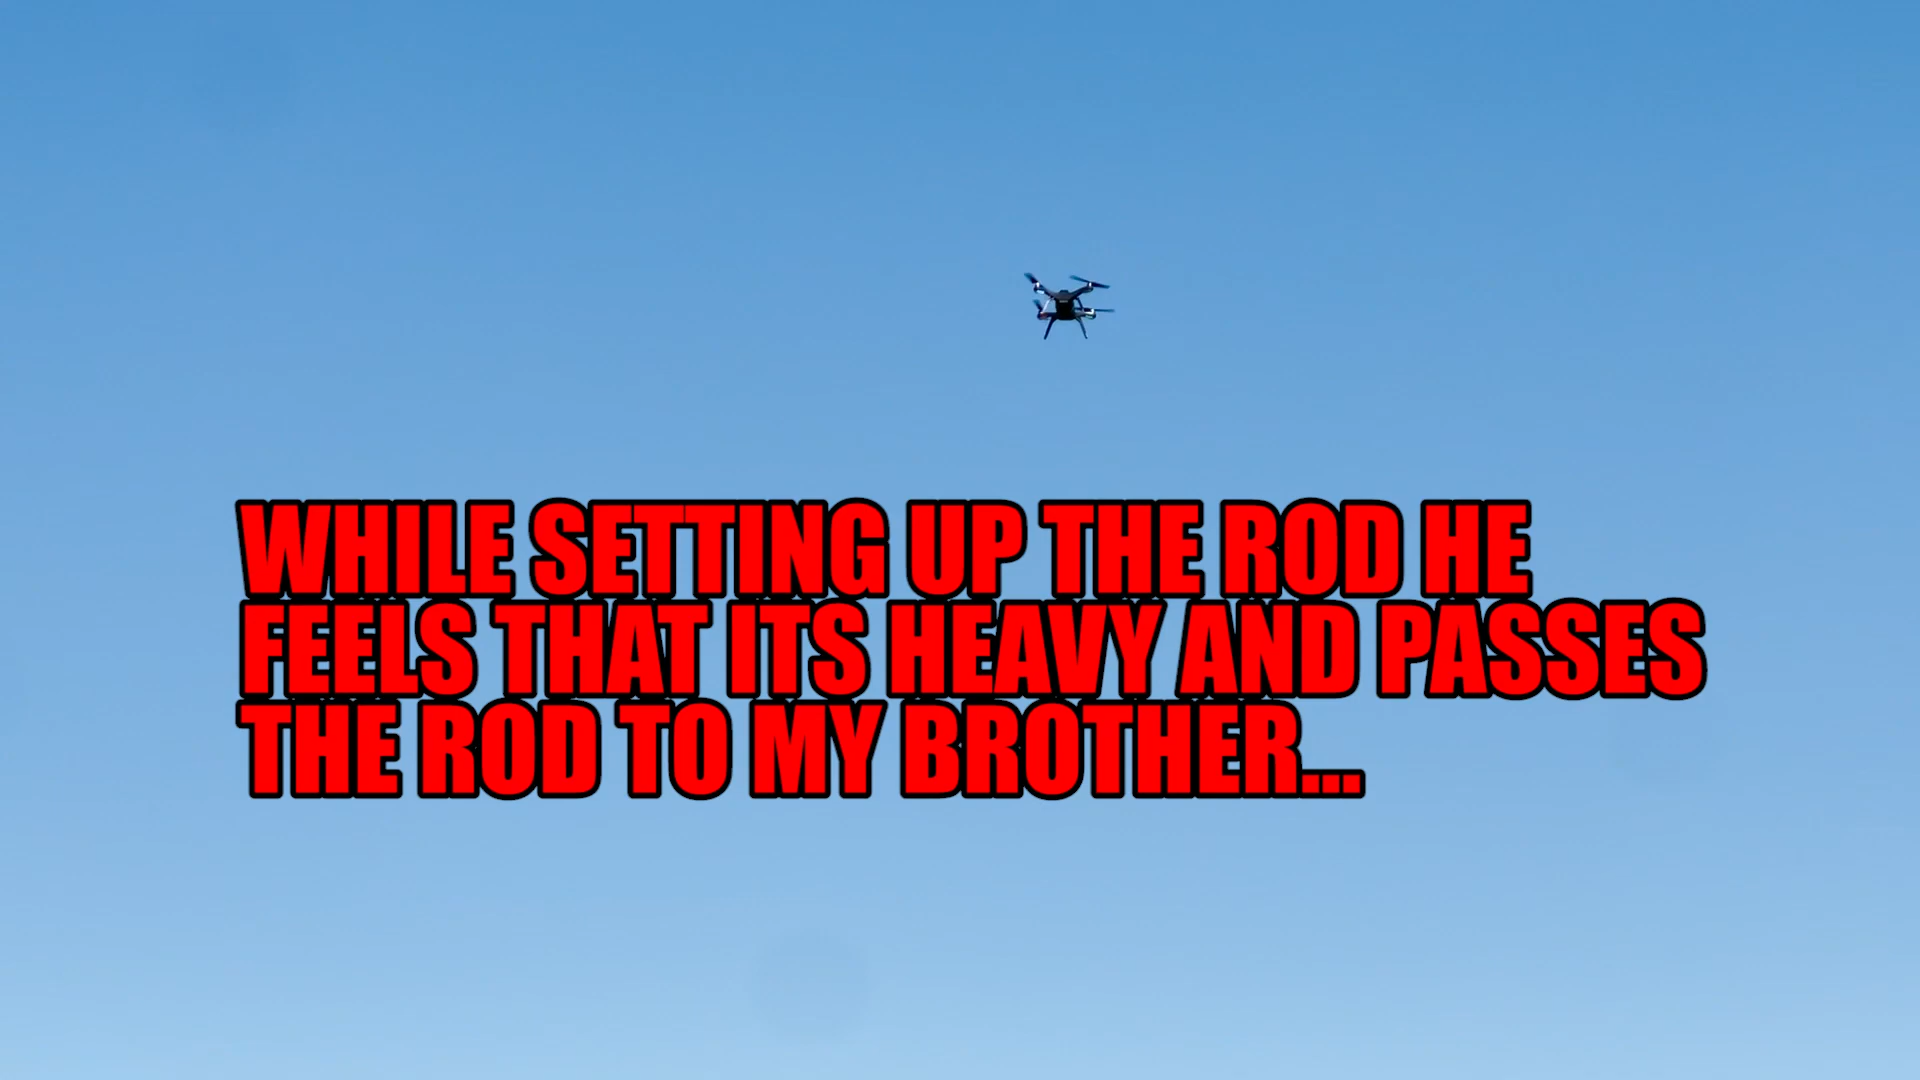 WHILE SETTING UP THE ROD HE
FEELS THAT ITS HEAVY AND PASSES
THE ROD TO MY BROTHER...